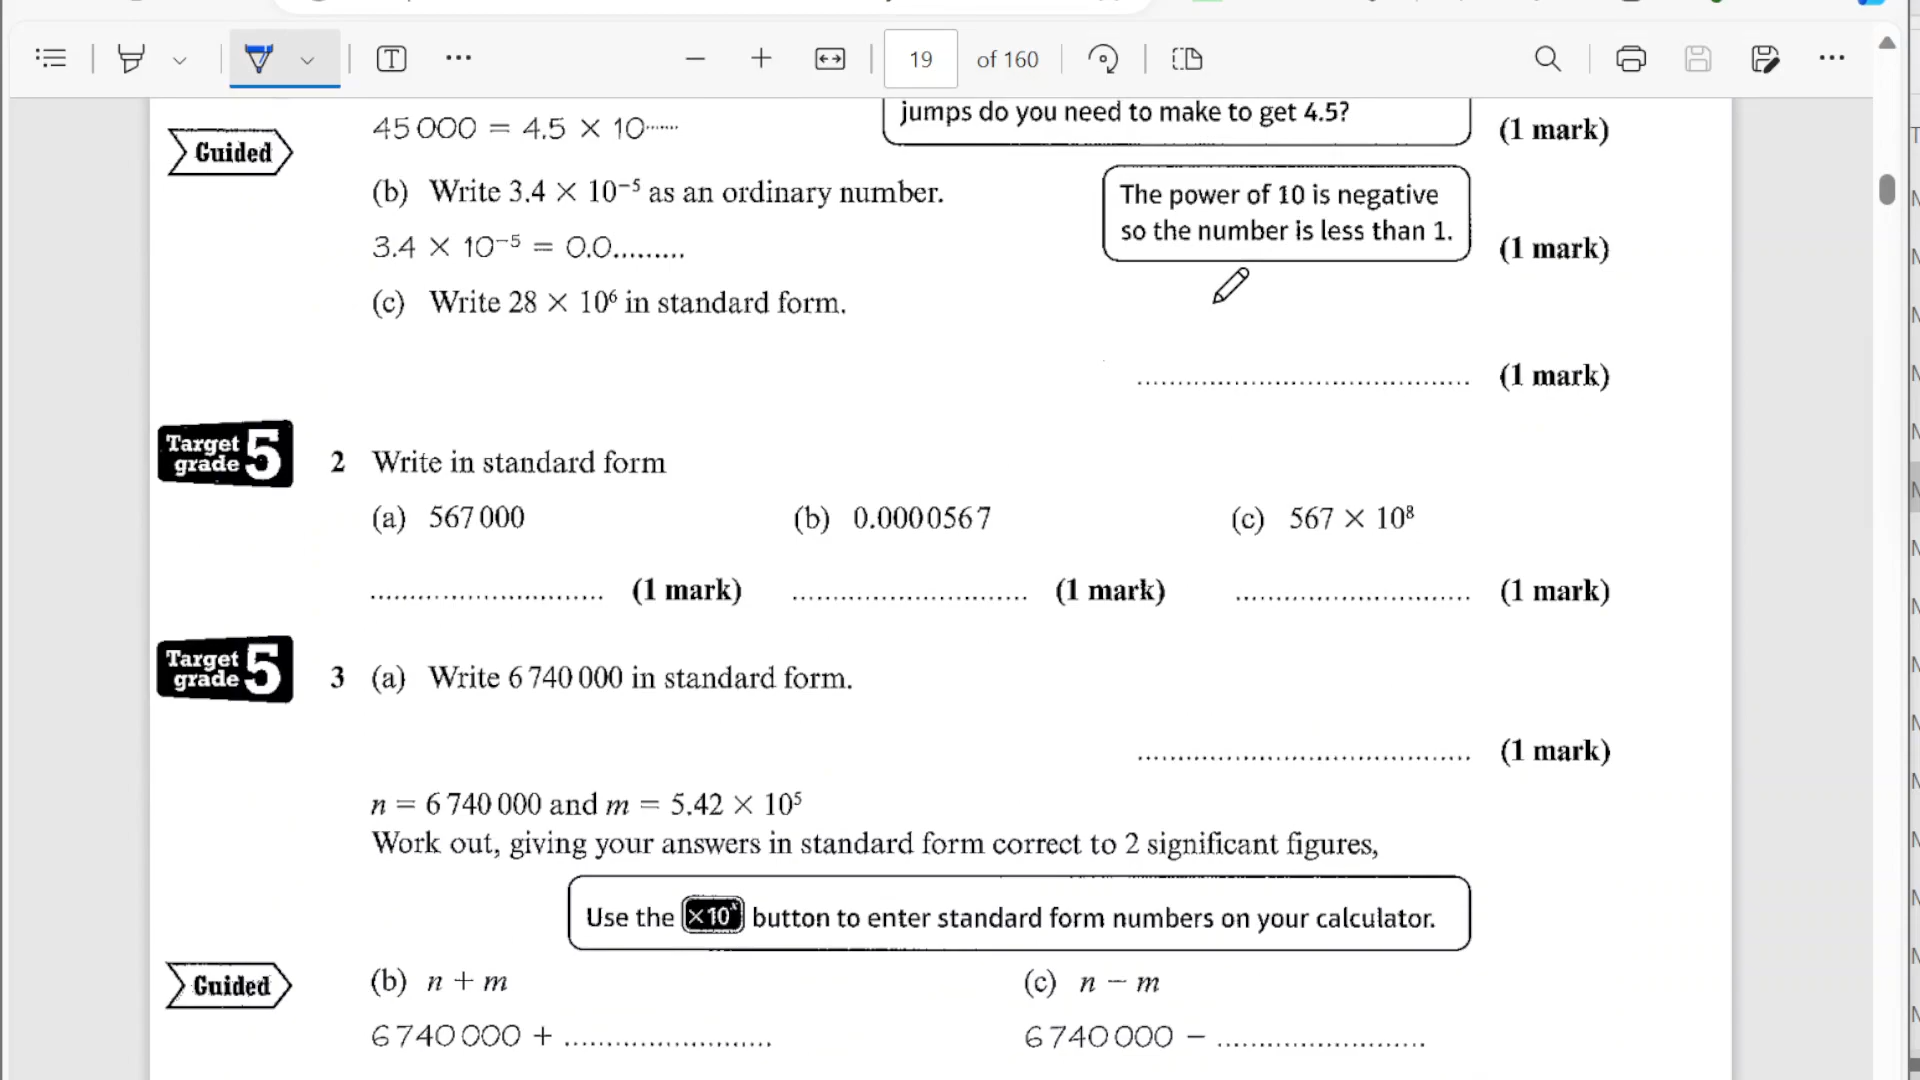 19 of 160
jumps do you need to make to get 4.5?
Guided
45 000 = 4.5 × 10.......
(1 mark)
(b) Write 3.4 × 10⁻⁵ as an ordinary number.
The power of 10 is negative
so the number is less than 1.
3.4 × 10⁻⁵ = 0.0.........
(1 mark)
(c) Write 28 × 10⁶ in standard form.
.......................................... (1 mark)
Target grade 5
2 Write in standard form
(a) 567 000 (b) 0.000 0567 (c) 567 × 10⁸
............................. (1 mark) ............................. (1 mark) ............................. (1 mark)
Target grade 5
3 (a) Write 6 740 000 in standard form.
.......................................... (1 mark)
n = 6 740 000 and m = 5.42 × 10⁵
Work out, giving your answers in standard form correct to 2 significant figures,
Use the ×10ˣ button to enter standard form numbers on your calculator.
Guided
(b) n + m (c) n − m
6 740 000 + .......................... 6 740 000 − ..........................